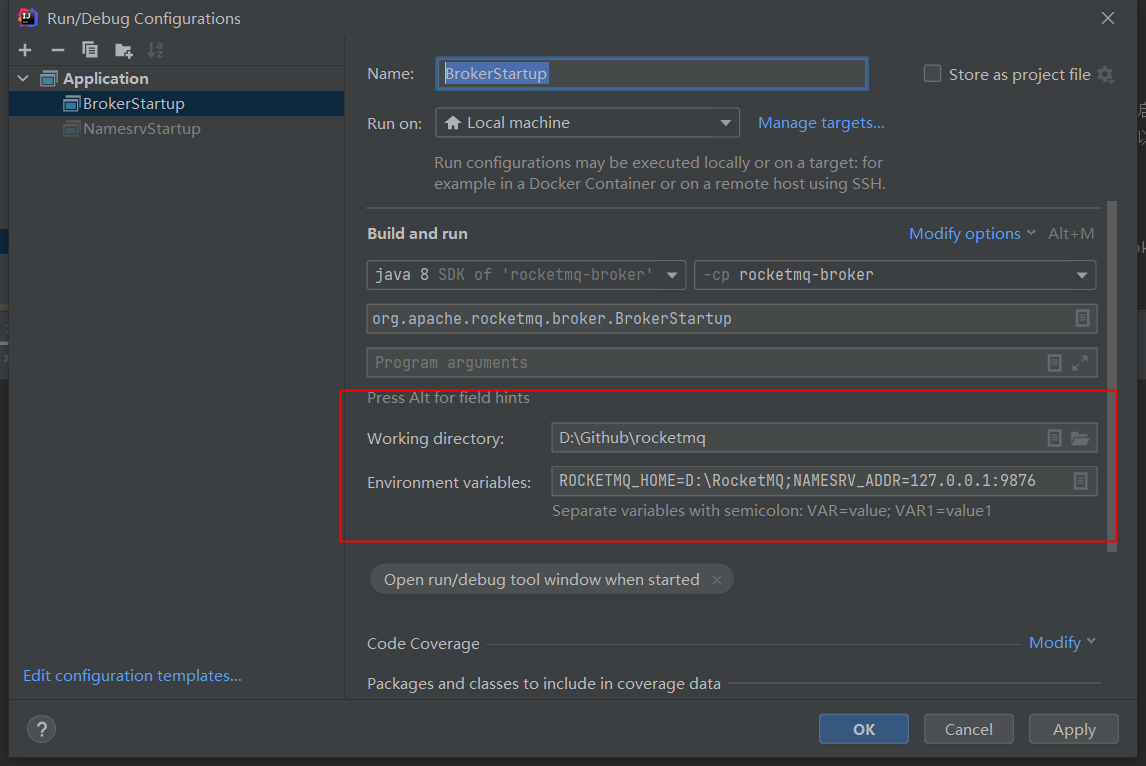 Run/Debug Configurations
Application
BrokerStartup
NamesrvStartup
Name: BrokerStartup
Store as project file
Run on: Local machine
Manage targets...
Run configurations may be executed locally or on a target: for
example in a Docker Container or on a remote host using SSH.
Build and run
Modify options Alt+M
java 8 SDK of 'rocketmq-broker'
-cp rocketmq-broker
org.apache.rocketmq.broker.BrokerStartup
Program arguments
Press Alt for field hints
Working directory: D:\Github\rocketmq
Environment variables: ROCKETMQ_HOME=D:\RocketMQ;NAMESRV_ADDR=127.0.0.1:9876
Separate variables with semicolon: VAR=value; VAR1=value1
Open run/debug tool window when started
Code Coverage
Modify
Packages and classes to include in coverage data
Edit configuration templates...
?
OK
Cancel
Apply